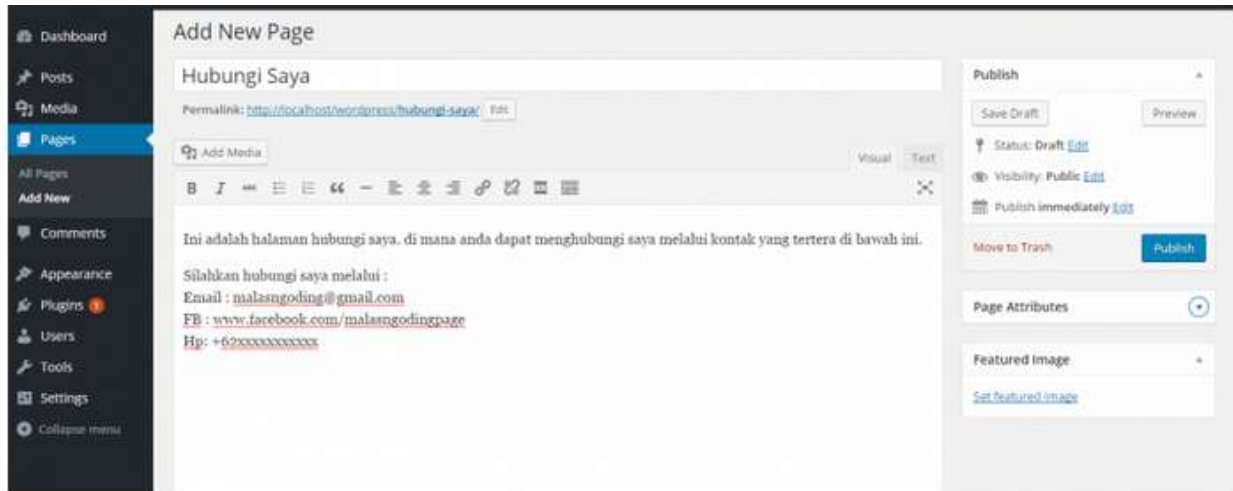 Dashboard
Posts
Media
Pages
All Pages
Add New
Comments
Appearance
Plugins 1
Users
Tools
Settings
Collapse menu
Add New Page
Hubungi Saya
Permalink: http://localhost/wordpress/hubungi-saya/ Edit
Add Media
Visual Text
B I ABC
Ini adalah halaman hubungi saya. di mana anda dapat menghubungi saya melalui kontak yang tertera di bawah ini.
Silahkan hubungi saya melalui :
Email : malasngoding@gmail.com
FB : www.facebook.com/malasngodingpage
Hp: +62xxxxxxxxxxx
Publish
Save Draft Preview
Status: Draft Edit
Visibility: Public Edit
Publish immediately Edit
Move to Trash Publish
Page Attributes
Featured Image
Set featured image